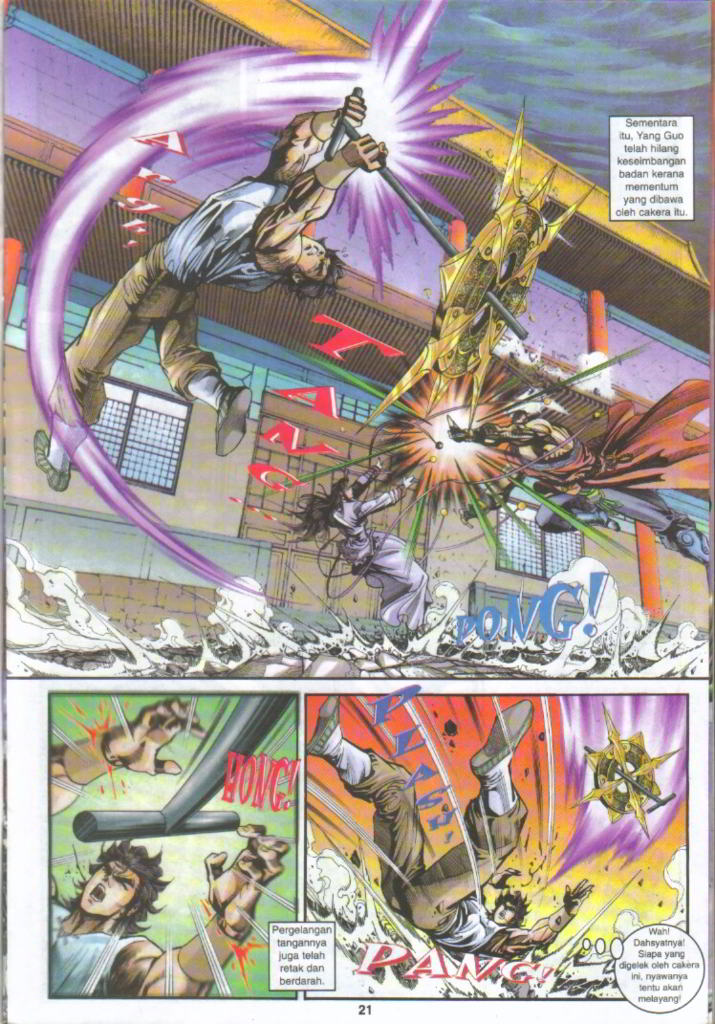 Sementara
itu, Yang Guo
telah hilang
keseimbangan
badan kerana
mementum
yang dibawa
oleh cakera itu.
TANG!
PONG!
HONG!
PLASH!
PANG!
Pergelangan
tangannya
juga telah
retak dan
berdarah.
Wah!
Dahsyatnya!
Siapa yang
digelek oleh cakera
ini, nyawanya
tentu akan
melayang!
21